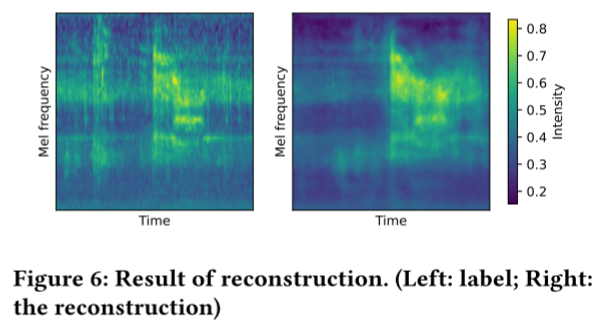 Mel frequency
Time
Mel frequency
Time
0.8
0.7
0.6
0.5
0.4
0.3
0.2
Intensity
Figure 6: Result of reconstruction. (Left: label; Right:
the reconstruction)